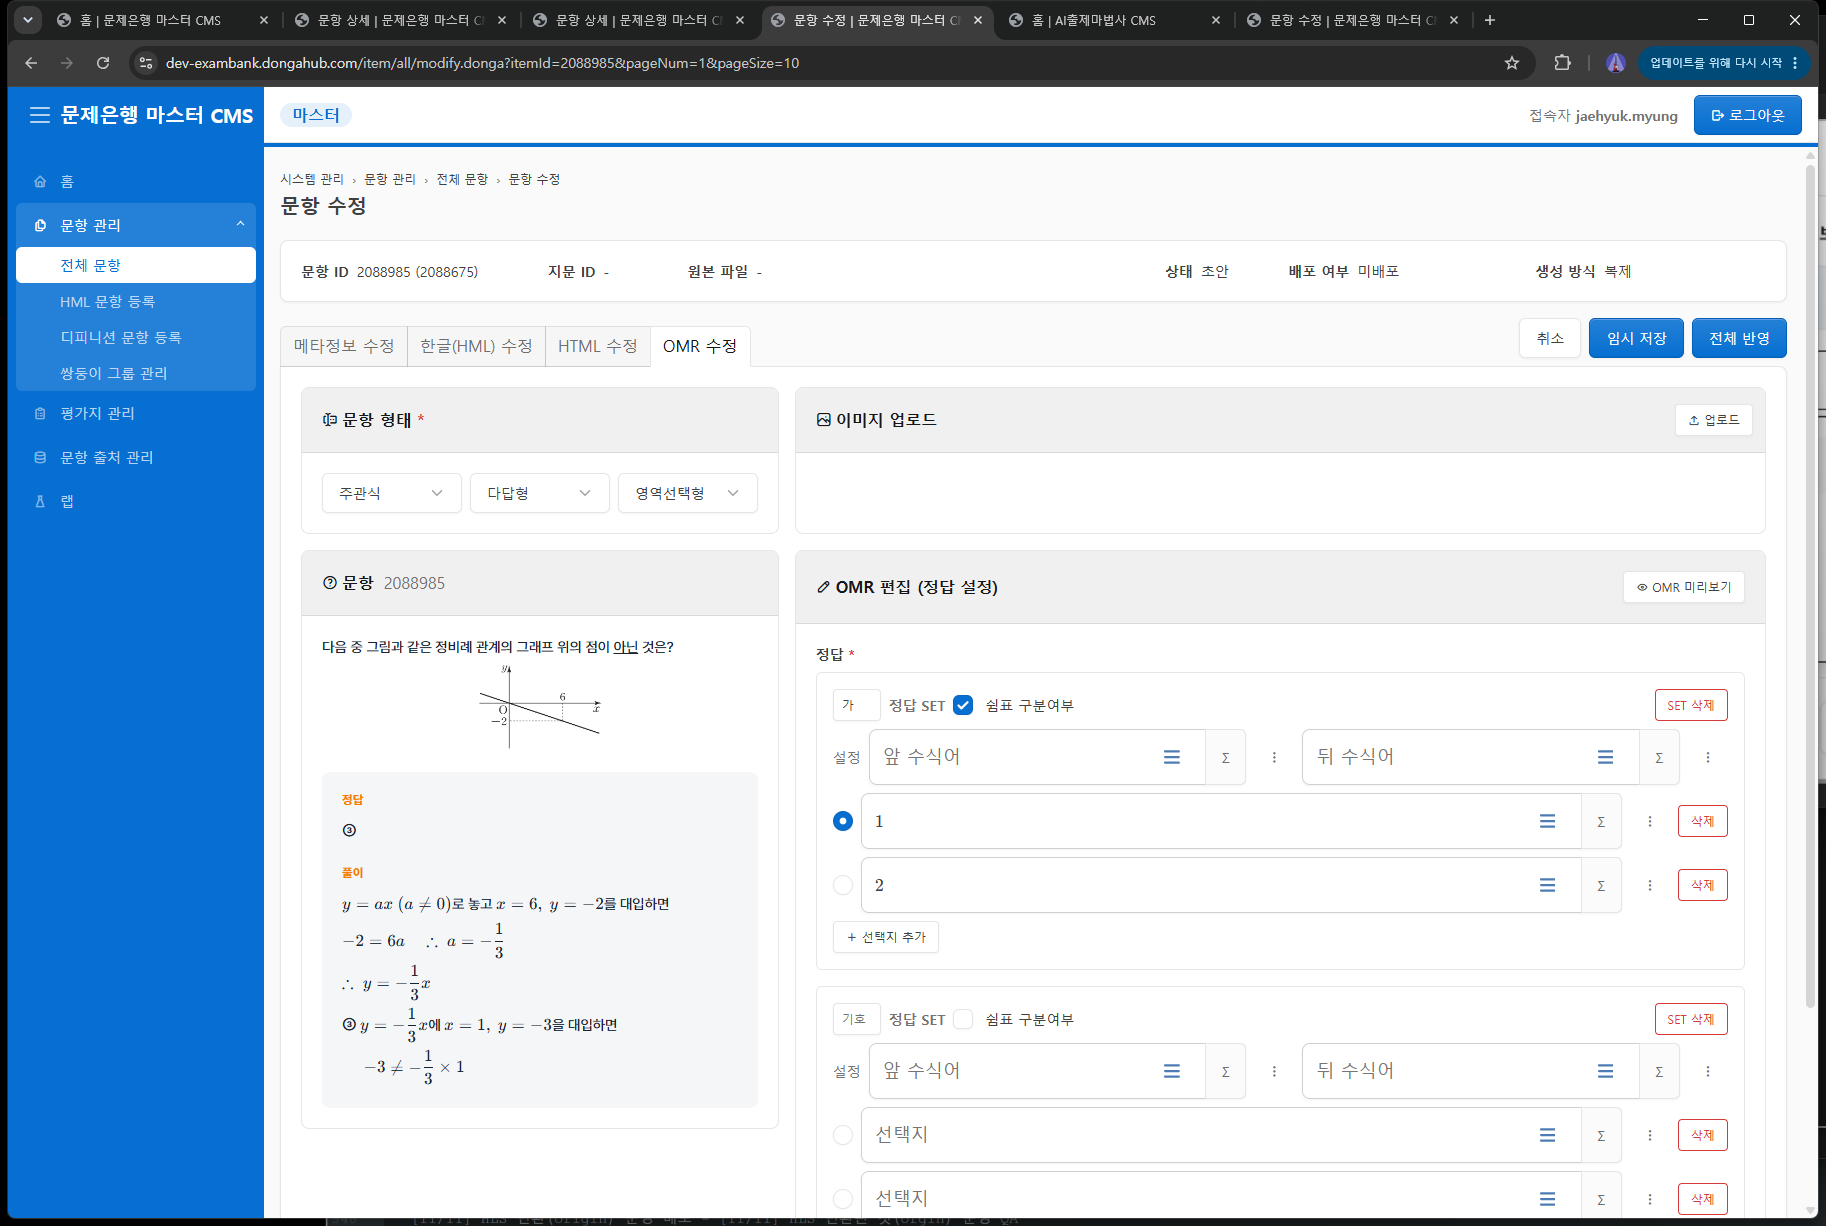 홈 | 문제은행 마스터 CMS
문항 상세 | 문제은행 마스터 C
문항 상세 | 문제은행 마스터 C
문항 수정 | 문제은행 마스터 C
홈 | AI출제마법사 CMS
문항 수정 | 문제은행 마스터 C
dev-exambank.dongahub.com/item/all/modify.donga?itemId=2088985&pageNum=1&pageSize=10
업데이트를 위해 다시 시작
문제은행 마스터 CMS
마스터
접속자 jaehyuk.myung
로그아웃
홈
문항 관리
전체 문항
HML 문항 등록
디피니션 문항 등록
쌍둥이 그룹 관리
평가지 관리
문항 출처 관리
랩
시스템 관리 › 문항 관리 › 전체 문항 › 문항 수정
문항 수정
문항 ID 2088985 (2088675)
지문 ID -
원본 파일 -
상태 초안
배포 여부 미배포
생성 방식 복제
메타정보 수정
한글(HML) 수정
HTML 수정
OMR 수정
취소
임시 저장
전체 반영
문항 형태 *
주관식
다답형
영역선택형
이미지 업로드
업로드
문항 2088985
다음 중 그림과 같은 정비례 관계의 그래프 위의 점이 아닌 것은?
y
6
O
x
−2
정답
③
풀이
y = ax (a ≠ 0)로 놓고 x = 6, y = −2를 대입하면
−2 = 6a ∴ a = −1/3
∴ y = −1/3x
③ y = −1/3x에 x = 1, y = −3을 대입하면
−3 ≠ −1/3 × 1
OMR 편집 (정답 설정)
OMR 미리보기
정답 *
가 정답 SET 쉼표 구분여부
SET 삭제
설정 앞 수식어 Σ 뒤 수식어 Σ
1 Σ 삭제
2 Σ 삭제
+ 선택지 추가
기호 정답 SET 쉼표 구분여부
SET 삭제
설정 앞 수식어 Σ 뒤 수식어 Σ
선택지 Σ 삭제
선택지 Σ 삭제